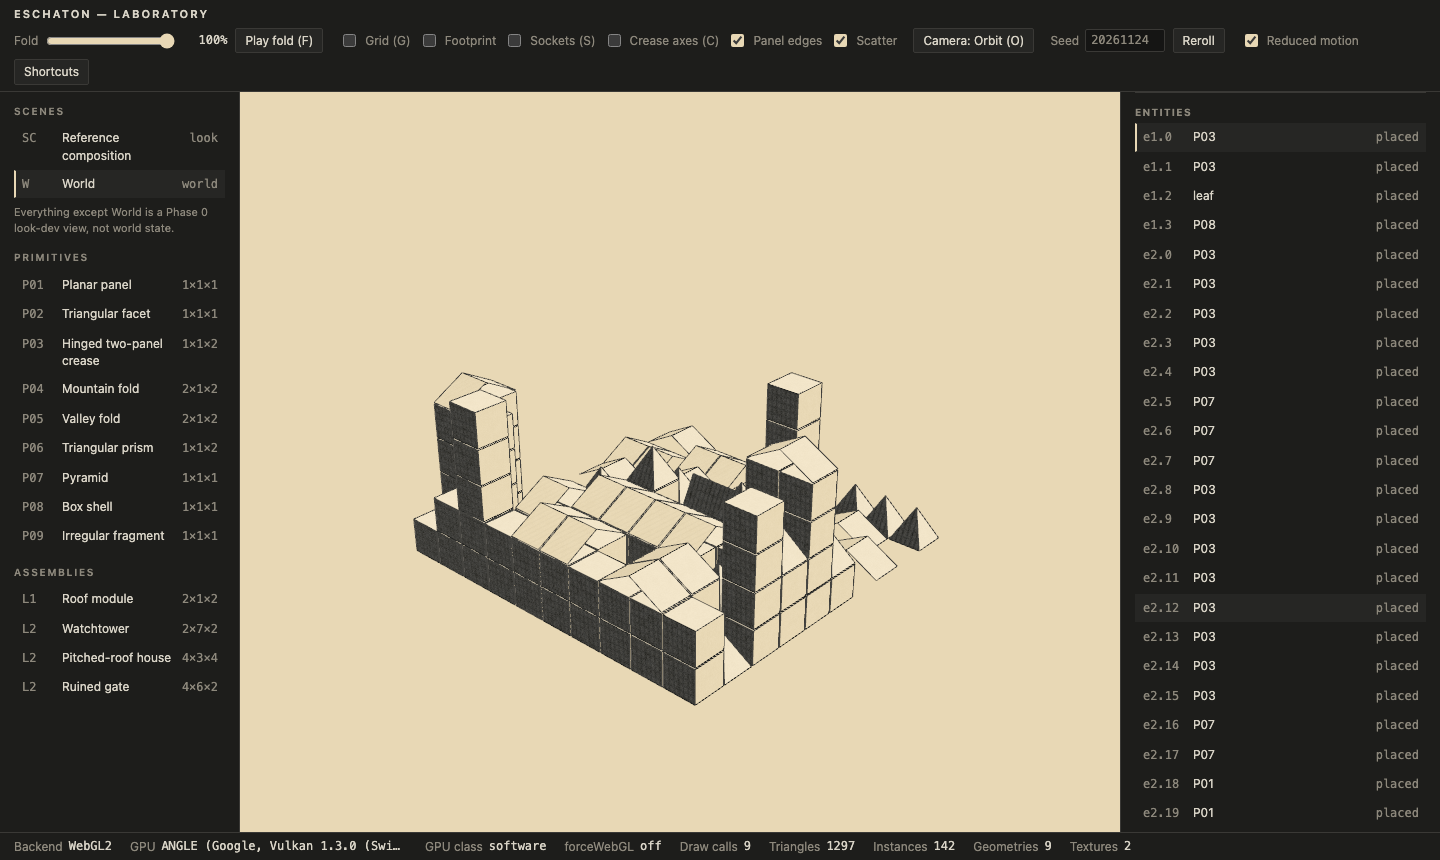 ESCHATON — LABORATORY
Fold 100% Play fold (F) Grid (G) Footprint Sockets (S) Crease axes (C) Panel edges Scatter Camera: Orbit (O) Seed 20261124 Reroll Reduced motion
Shortcuts
SCENES
SC Reference composition look
W World world
Everything except World is a Phase 0
look-dev view, not world state.
PRIMITIVES
P01 Planar panel 1×1×1
P02 Triangular facet 1×1×1
P03 Hinged two-panel crease 1×1×2
P04 Mountain fold 2×1×2
P05 Valley fold 2×1×2
P06 Triangular prism 1×1×2
P07 Pyramid 1×1×1
P08 Box shell 1×1×1
P09 Irregular fragment 1×1×1
ASSEMBLIES
L1 Roof module 2×1×2
L2 Watchtower 2×7×2
L2 Pitched-roof house 4×3×4
L2 Ruined gate 4×6×2
ENTITIES
e1.0 P03 placed
e1.1 P03 placed
e1.2 leaf placed
e1.3 P08 placed
e2.0 P03 placed
e2.1 P03 placed
e2.2 P03 placed
e2.3 P03 placed
e2.4 P03 placed
e2.5 P07 placed
e2.6 P07 placed
e2.7 P07 placed
e2.8 P03 placed
e2.9 P03 placed
e2.10 P03 placed
e2.11 P03 placed
e2.12 P03 placed
e2.13 P03 placed
e2.14 P03 placed
e2.15 P03 placed
e2.16 P07 placed
e2.17 P07 placed
e2.18 P01 placed
e2.19 P01 placed
Backend WebGL2 GPU ANGLE (Google, Vulkan 1.3.0 (Swi… GPU class software forceWebGL off Draw calls 9 Triangles 1297 Instances 142 Geometries 9 Textures 2